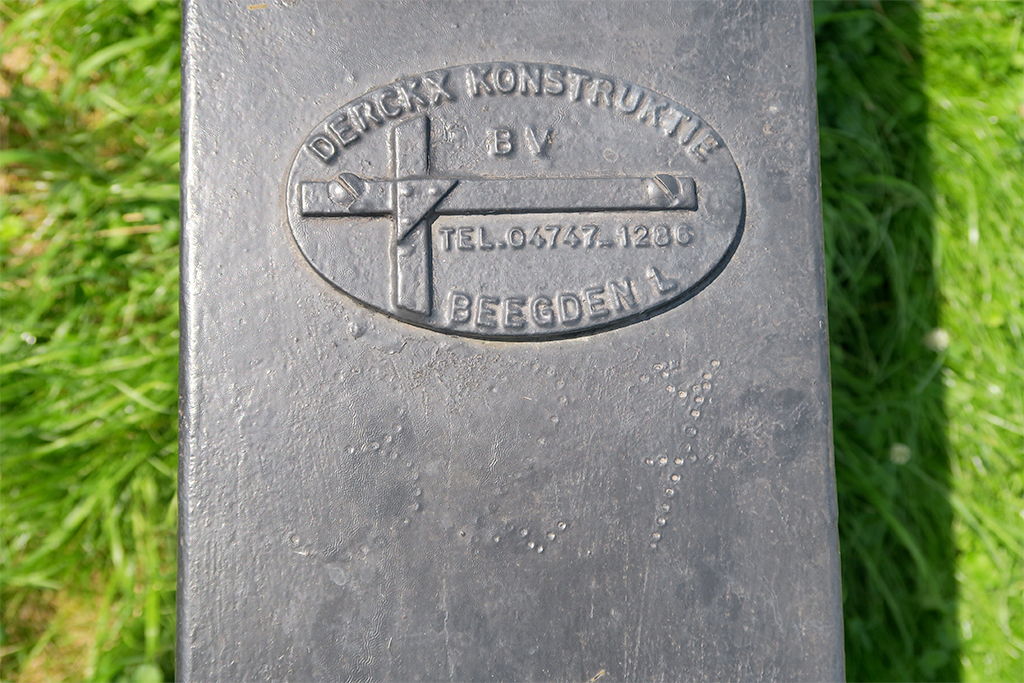 DERCKX KONSTRUKTIE
BV
TEL.04747-1286
BEEGDEN L